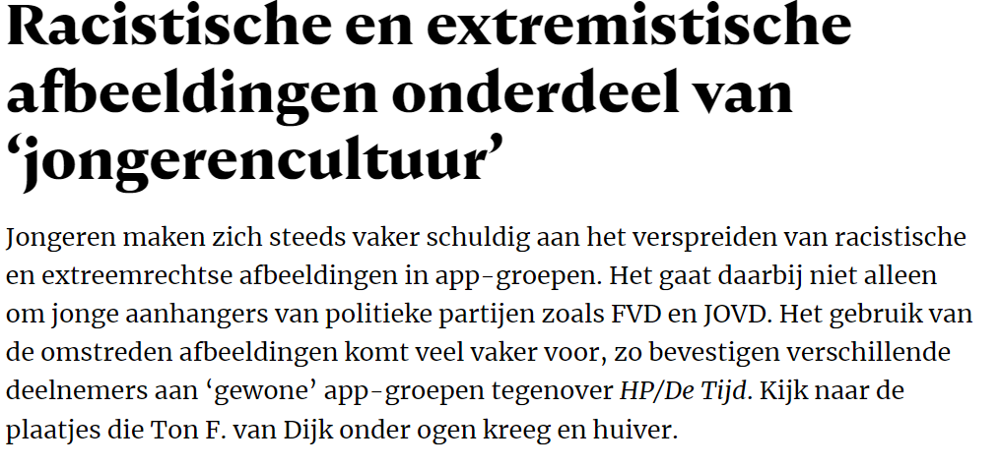 Racistische en extremistische
afbeeldingen onderdeel van
‘jongerencultuur’
Jongeren maken zich steeds vaker schuldig aan het verspreiden van racistische
en extreemrechtse afbeeldingen in app-groepen. Het gaat daarbij niet alleen
om jonge aanhangers van politieke partijen zoals FVD en JOVD. Het gebruik van
de omstreden afbeeldingen komt veel vaker voor, zo bevestigen verschillende
deelnemers aan ‘gewone’ app-groepen tegenover HP/De Tijd. Kijk naar de
plaatjes die Ton F. van Dijk onder ogen kreeg en huiver.